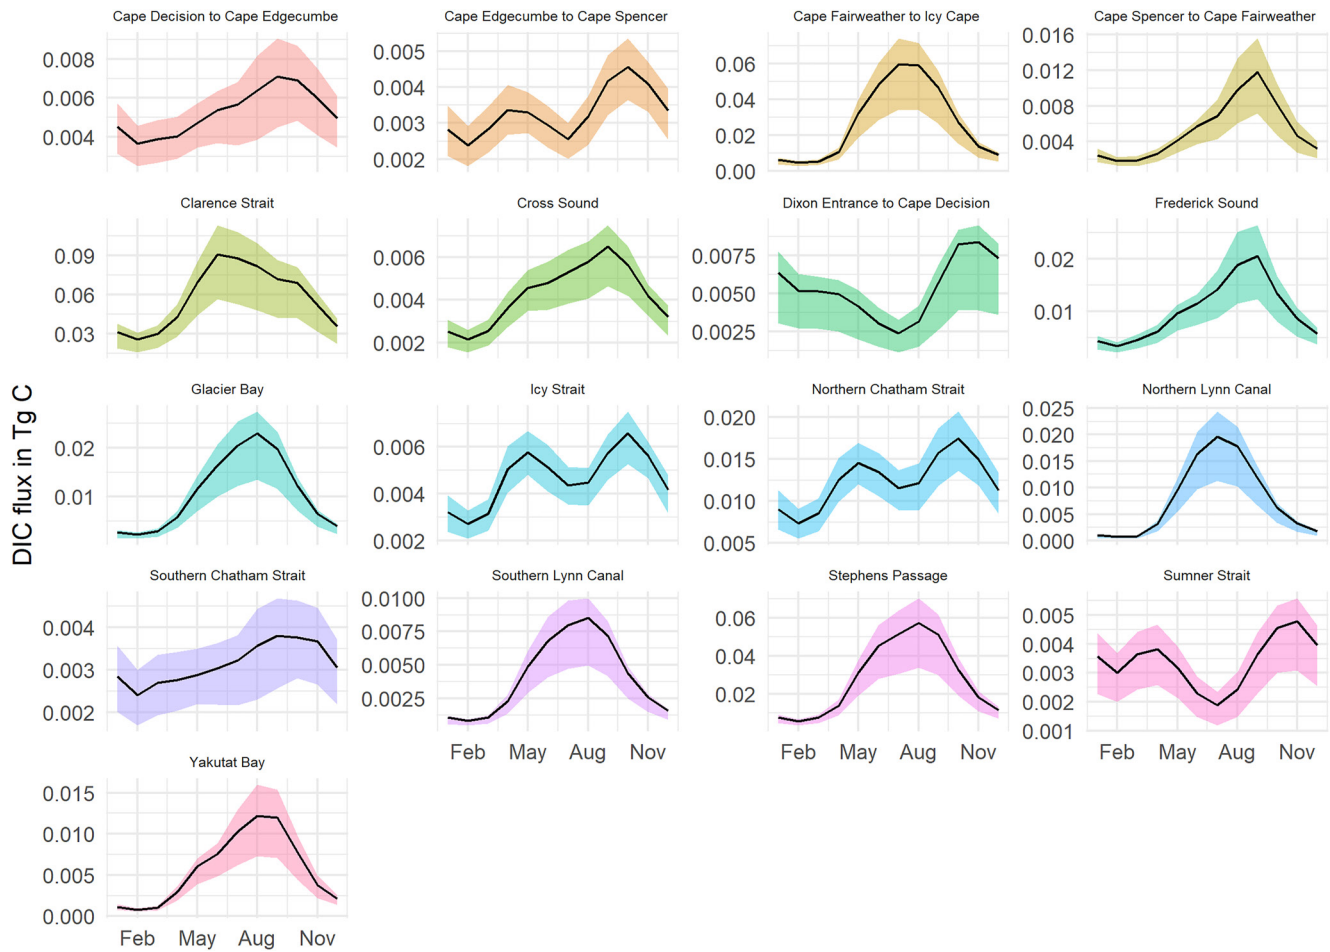 Cape Decision to Cape Edgecumbe
Cape Edgecumbe to Cape Spencer
Cape Fairweather to Icy Cape
Cape Spencer to Cape Fairweather
0.008
0.006
0.004
0.005
0.004
0.003
0.002
0.06
0.04
0.02
0.00
0.016
0.012
0.008
0.004
Clarence Strait
Cross Sound
Dixon Entrance to Cape Decision
Frederick Sound
0.09
0.06
0.03
0.006
0.004
0.002
0.0075
0.0050
0.0025
0.02
0.01
DIC flux in Tg C
Glacier Bay
Icy Strait
Northern Chatham Strait
Northern Lynn Canal
0.02
0.01
0.006
0.004
0.002
0.020
0.015
0.010
0.005
0.025
0.020
0.015
0.010
0.005
0.000
Southern Chatham Strait
Southern Lynn Canal
Stephens Passage
Sumner Strait
0.004
0.003
0.002
0.0100
0.0075
0.0050
0.0025
0.06
0.04
0.02
0.005
0.004
0.003
0.002
0.001
Feb May Aug Nov
Feb May Aug Nov
Feb May Aug Nov
Yakutat Bay
0.015
0.010
0.005
0.000
Feb May Aug Nov